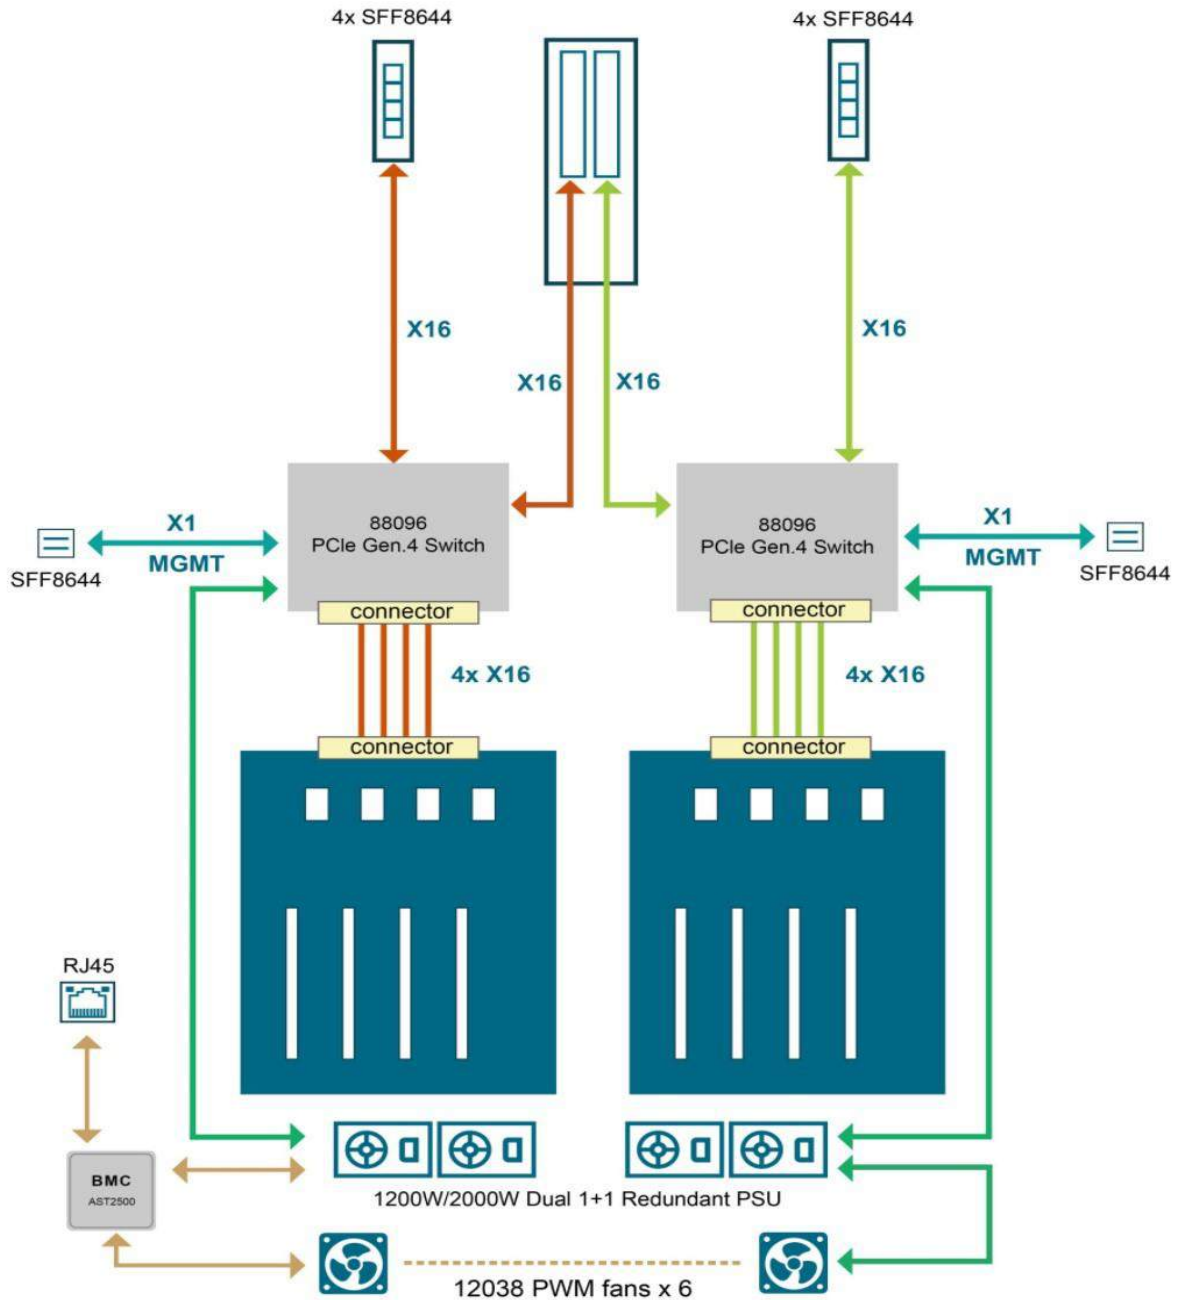 4x SFF8644
4x SFF8644
X16
X16
X16
X16
88096
PCIe Gen.4 Switch
88096
PCIe Gen.4 Switch
X1
MGMT
SFF8644
X1
MGMT
SFF8644
connector
connector
4x X16
4x X16
connector
connector
RJ45
BMC
AST2500
1200W/2000W Dual 1+1 Redundant PSU
12038 PWM fans x 6